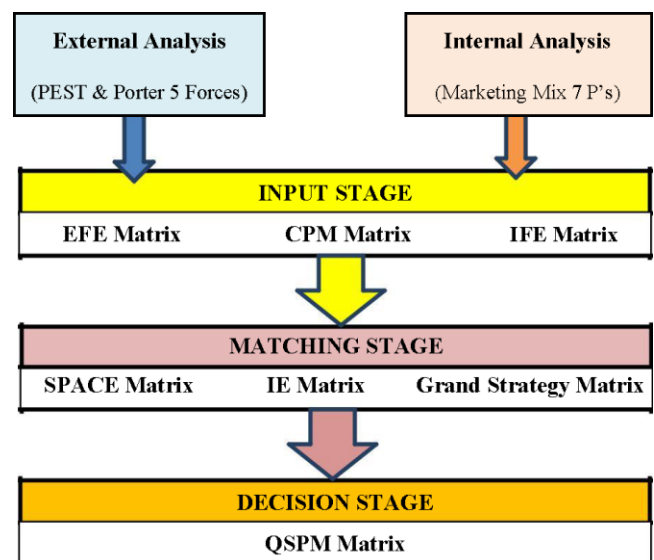 External Analysis
(PEST & Porter 5 Forces)
Internal Analysis
(Marketing Mix 7 P's)
INPUT STAGE
EFE Matrix CPM Matrix IFE Matrix
MATCHING STAGE
SPACE Matrix IE Matrix Grand Strategy Matrix
DECISION STAGE
QSPM Matrix